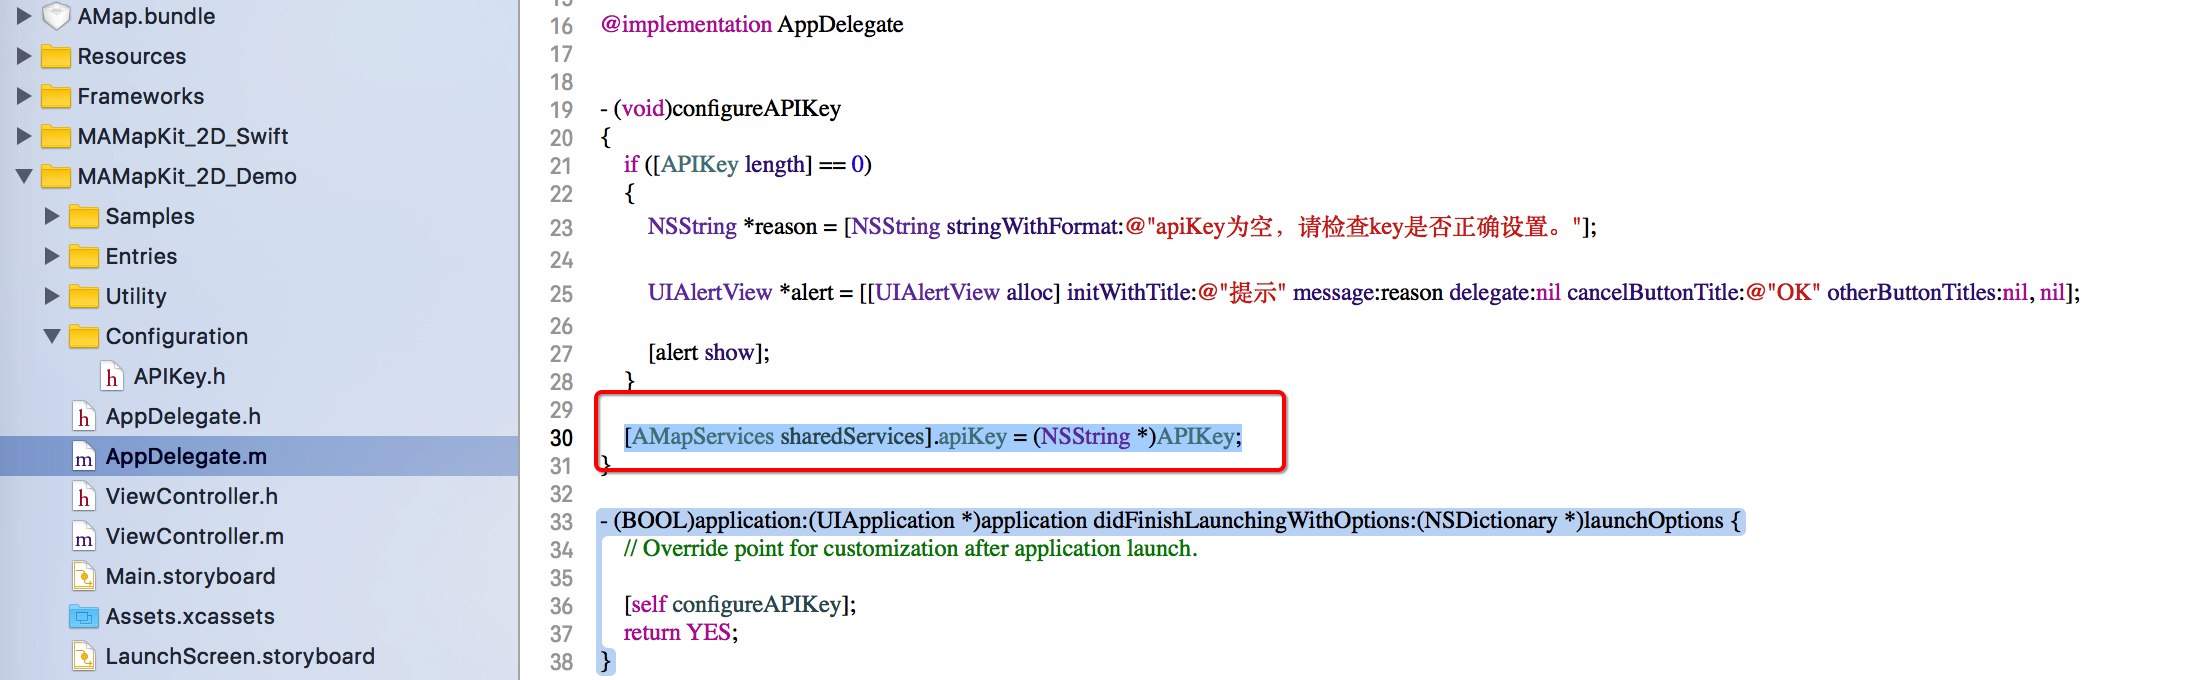 AMap.bundle
Resources
Frameworks
MAMapKit_2D_Swift
MAMapKit_2D_Demo
Samples
Entries
Utility
Configuration
h APIKey.h
h AppDelegate.h
m AppDelegate.m
h ViewController.h
m ViewController.m
Main.storyboard
Assets.xcassets
LaunchScreen.storyboard
15
16 @implementation AppDelegate
17
18
19 - (void)configureAPIKey
20 {
21 if ([APIKey length] == 0)
22 {
23 NSString *reason = [NSString stringWithFormat:@"apiKey为空，请检查key是否正确设置。"];
24
25 UIAlertView *alert = [[UIAlertView alloc] initWithTitle:@"提示" message:reason delegate:nil cancelButtonTitle:@"OK" otherButtonTitles:nil, nil];
26
27 [alert show];
28 }
29
30 [AMapServices sharedServices].apiKey = (NSString *)APIKey;
31 }
32
33 - (BOOL)application:(UIApplication *)application didFinishLaunchingWithOptions:(NSDictionary *)launchOptions {
34 // Override point for customization after application launch.
35
36 [self configureAPIKey];
37 return YES;
38 }